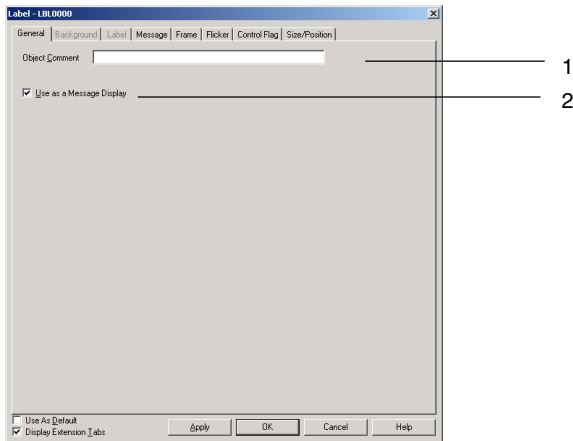 Label - LBL0000
General Background Label Message Frame Flicker Control Flag Size/Position
Object Comment
1
Use as a Message Display
2
Use As Default
Display Extension Tabs
Apply OK Cancel Help